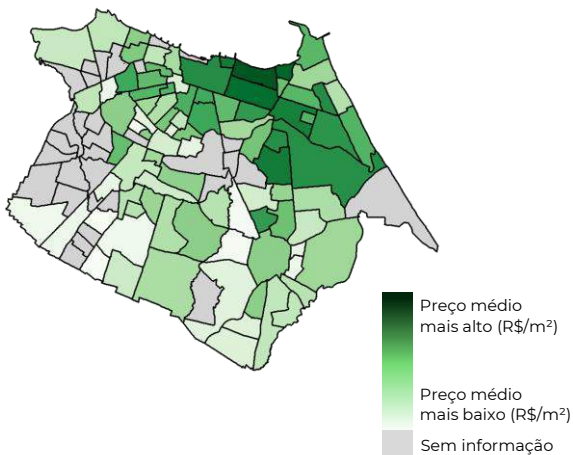 Preço médio
mais alto (R$/m²)
Preço médio
mais baixo (R$/m²)
Sem informação